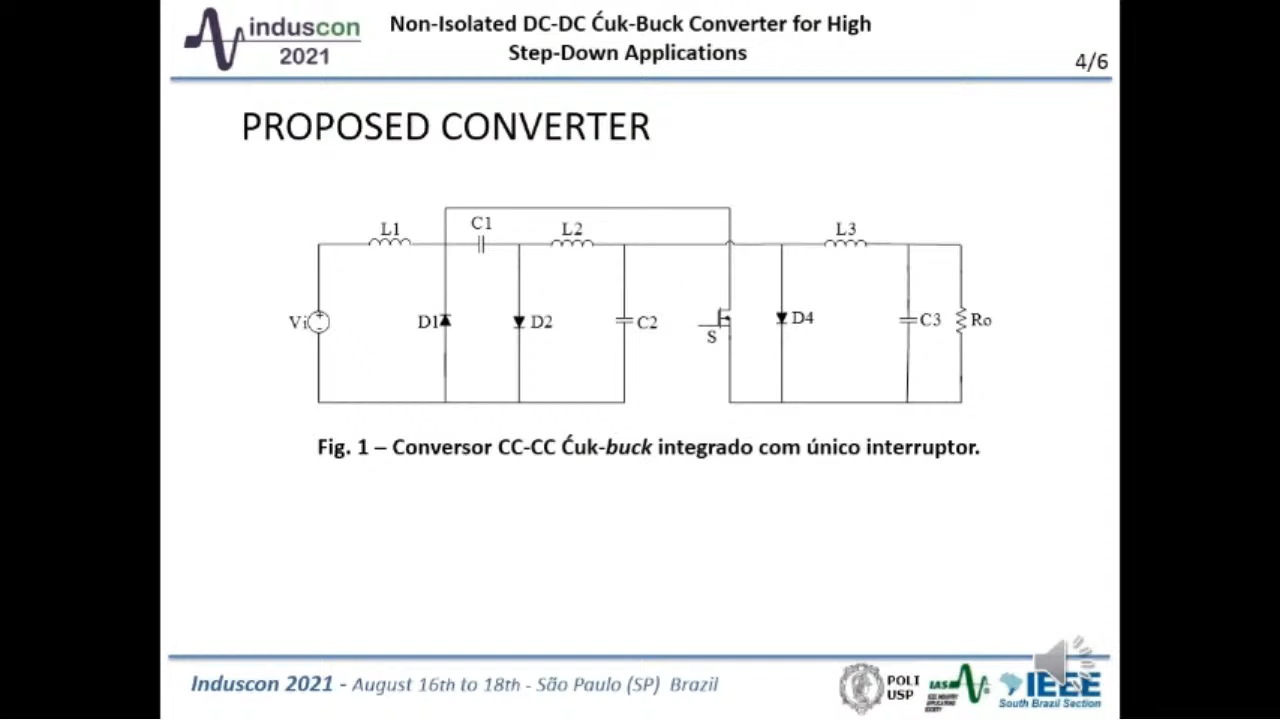 induscon
2021
Non-Isolated DC-DC Ćuk-Buck Converter for High
Step-Down Applications
4/6
PROPOSED CONVERTER
L1
C1
L2
L3
Vi
D1
D2
C2
S
D4
C3
Ro
Fig. 1 – Conversor CC-CC Ćuk-buck integrado com único interruptor.
Induscon 2021 - August 16th to 18th - São Paulo (SP) Brazil
POLI
USP
IAS
IEEE
South Brazil Section